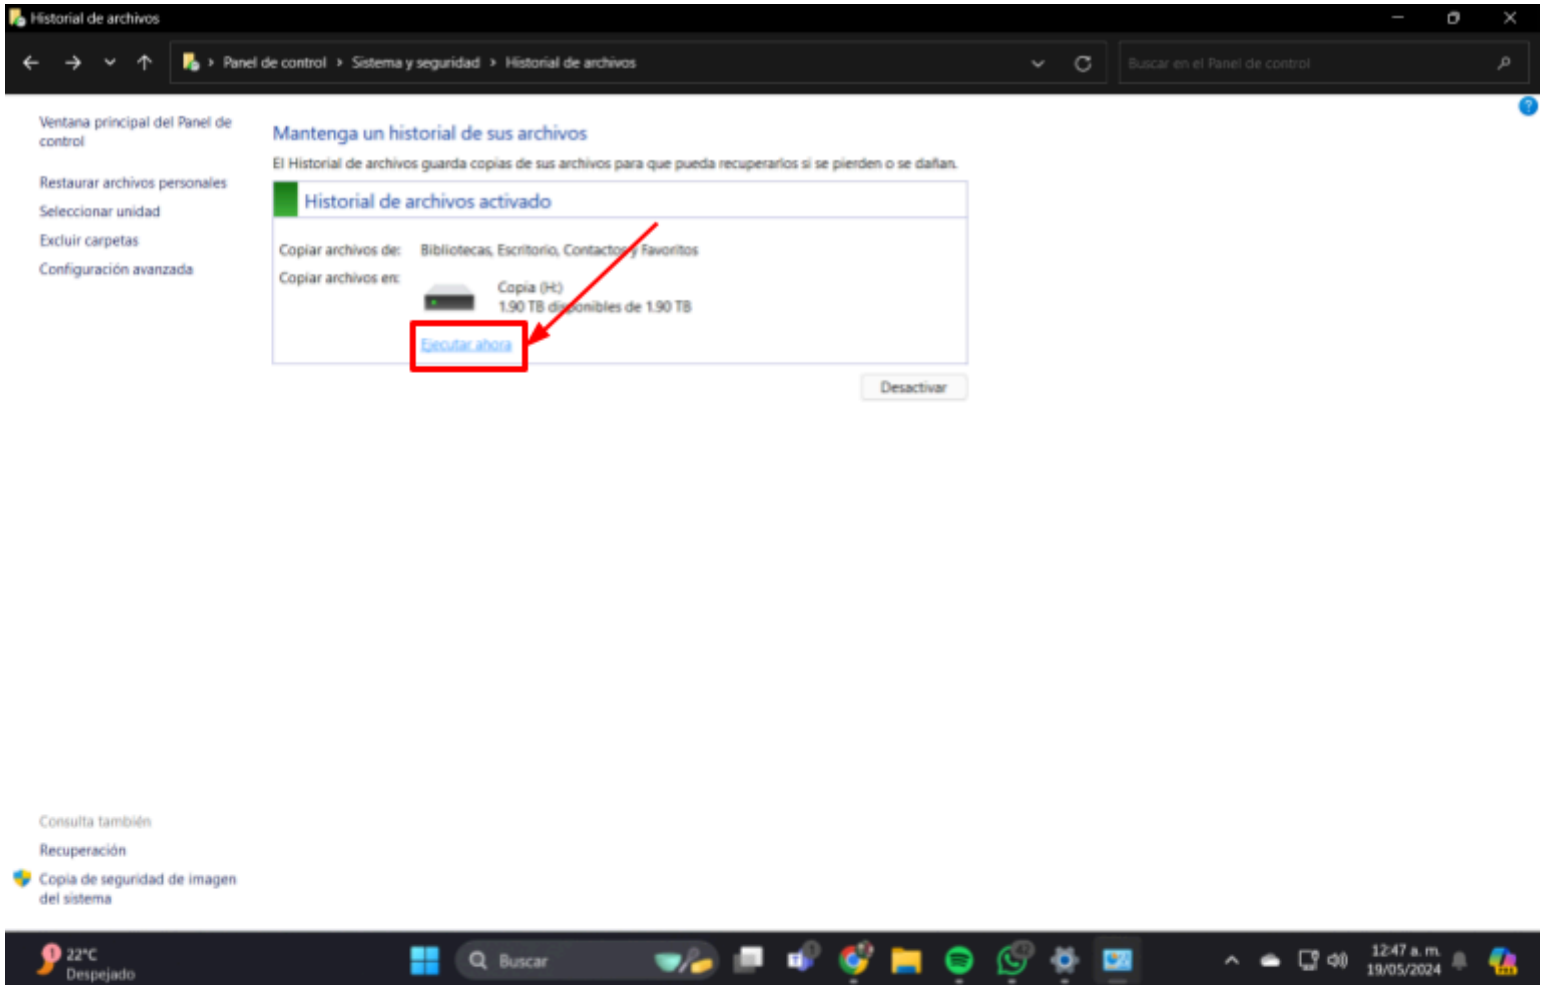 Historial de archivos
Panel de control > Sistema y seguridad > Historial de archivos
Buscar en el Panel de control
Ventana principal del Panel de
control
Restaurar archivos personales
Seleccionar unidad
Excluir carpetas
Configuración avanzada
Mantenga un historial de sus archivos
El Historial de archivos guarda copias de sus archivos para que pueda recuperarlos si se pierden o se dañan.
Historial de archivos activado
Copiar archivos de: Bibliotecas, Escritorio, Contactos y Favoritos
Copiar archivos en: Copia (H:)
1.90 TB disponibles de 1.90 TB
Ejecutar ahora
Desactivar
Consulta también
Recuperación
Copia de seguridad de imagen
del sistema
1
22°C
Despejado
Buscar
12:47 a. m.
19/05/2024